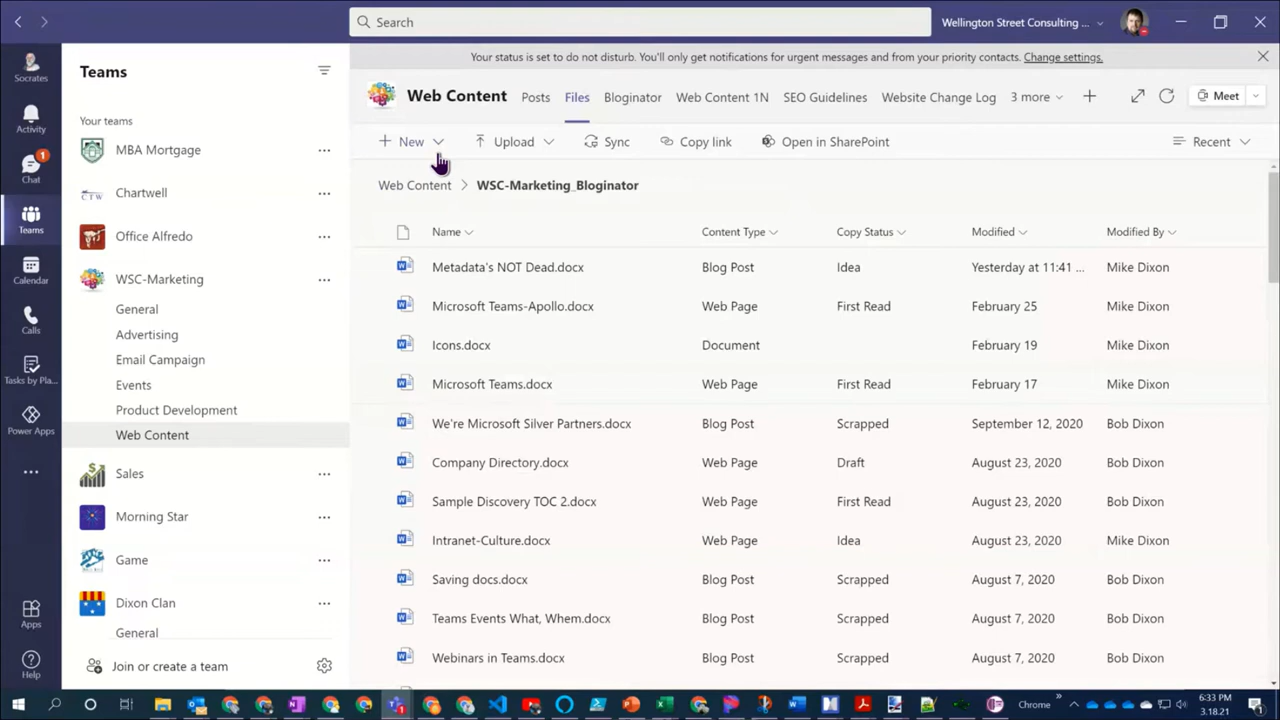 Search
Wellington Street Consulting ...
Your status is set to do not disturb. You'll only get notifications for urgent messages and from your priority contacts. Change settings.
Socrates
Activity
1
Chat
Teams
Calendar
Calls
Tasks by Pla...
Power Apps
Apps
Help
Teams
Your teams
MBA Mortgage
CTW
Chartwell
Office Alfredo
WSC-Marketing
General
Advertising
Email Campaign
Events
Product Development
Web Content
Sales
Morning Star
Game
Dixon Clan
General
Join or create a team
Web Content Posts Files Bloginator Web Content 1N SEO Guidelines Website Change Log 3 more Meet
New Upload Sync Copy link Open in SharePoint Recent
Web Content > WSC-Marketing_Bloginator
Name Content Type Copy Status Modified Modified By
Metadata's NOT Dead.docx Blog Post Idea Yesterday at 11:41 ... Mike Dixon
Microsoft Teams-Apollo.docx Web Page First Read February 25 Mike Dixon
Icons.docx Document February 19 Mike Dixon
Microsoft Teams.docx Web Page First Read February 17 Mike Dixon
We're Microsoft Silver Partners.docx Blog Post Scrapped September 12, 2020 Bob Dixon
Company Directory.docx Web Page Draft August 23, 2020 Bob Dixon
Sample Discovery TOC 2.docx Web Page First Read August 23, 2020 Bob Dixon
Intranet-Culture.docx Web Page Idea August 23, 2020 Mike Dixon
Saving docs.docx Blog Post Scrapped August 7, 2020 Bob Dixon
Teams Events What, Whem.docx Blog Post Scrapped August 7, 2020 Bob Dixon
Webinars in Teams.docx Blog Post Scrapped August 7, 2020 Bob Dixon
Chrome
6:33 PM
3.18.21